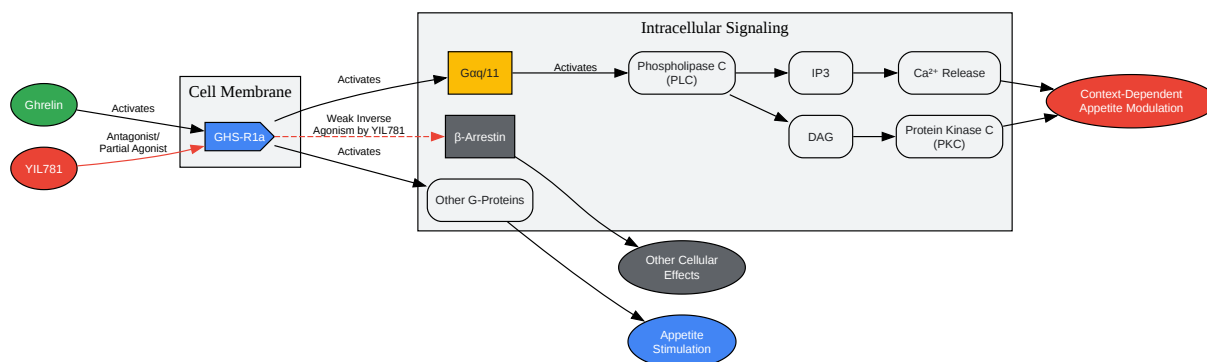 Intracellular Signaling
Cell Membrane
Ghrelin
Activates
YIL781
Antagonist/
Partial Agonist
GHS-R1a
Activates
Weak Inverse
Agonism by YIL781
Activates
Gαq/11
Activates
β-Arrestin
Other G-Proteins
Phospholipase C
(PLC)
IP3
DAG
Ca²⁺ Release
Protein Kinase C
(PKC)
Context-Dependent
Appetite Modulation
Other Cellular
Effects
Appetite
Stimulation